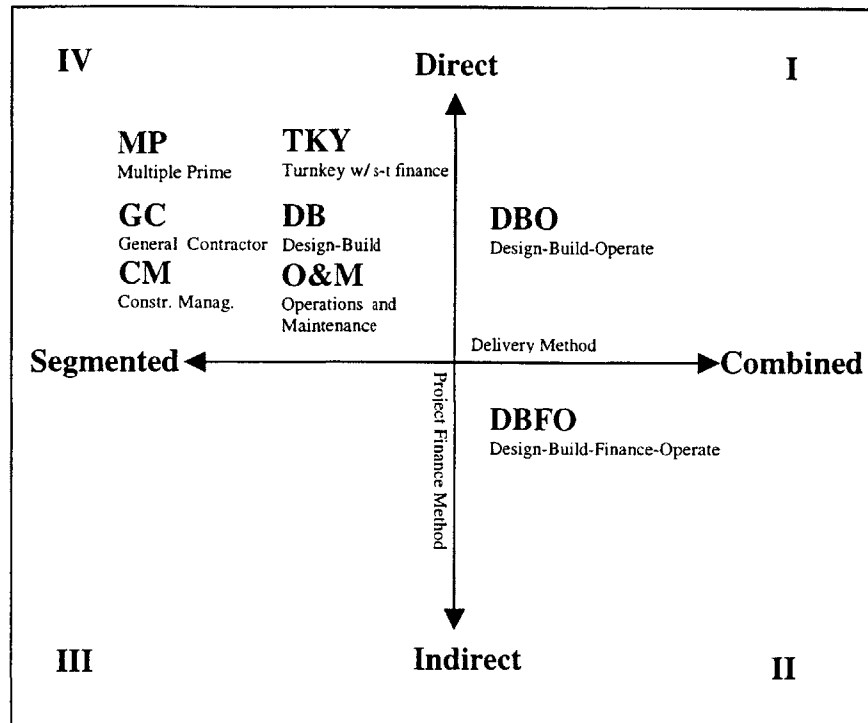 IV
Direct
I
MP
Multiple Prime
TKY
Turnkey w/ s-t finance
GC
General Contractor
DB
Design-Build
DBO
Design-Build-Operate
CM
Constr. Manag.
O&M
Operations and
Maintenance
Delivery Method
Segmented
Combined
Project Finance Method
DBFO
Design-Build-Finance-Operate
III
Indirect
II